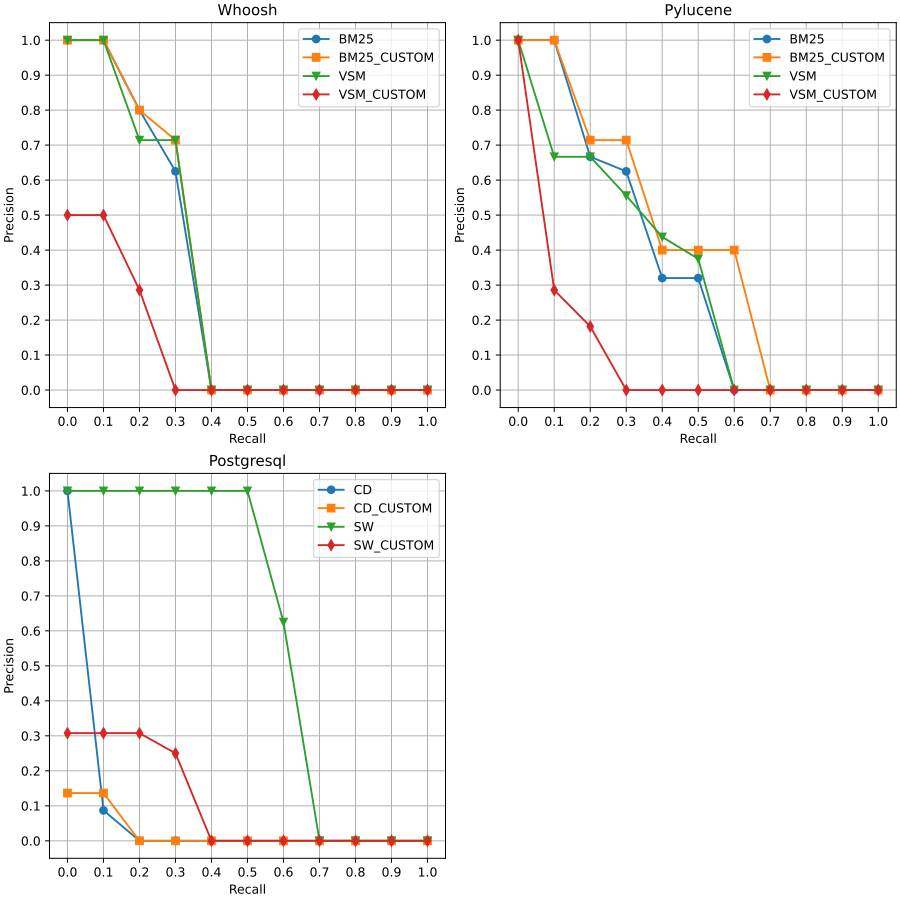 Whoosh
Precision
1.0
0.9
0.8
0.7
0.6
0.5
0.4
0.3
0.2
0.1
0.0
BM25
BM25_CUSTOM
VSM
VSM_CUSTOM
0.0 0.1 0.2 0.3 0.4 0.5 0.6 0.7 0.8 0.9 1.0
Recall
Pylucene
Precision
1.0
0.9
0.8
0.7
0.6
0.5
0.4
0.3
0.2
0.1
0.0
BM25
BM25_CUSTOM
VSM
VSM_CUSTOM
0.0 0.1 0.2 0.3 0.4 0.5 0.6 0.7 0.8 0.9 1.0
Recall
Postgresql
Precision
1.0
0.9
0.8
0.7
0.6
0.5
0.4
0.3
0.2
0.1
0.0
CD
CD_CUSTOM
SW
SW_CUSTOM
0.0 0.1 0.2 0.3 0.4 0.5 0.6 0.7 0.8 0.9 1.0
Recall